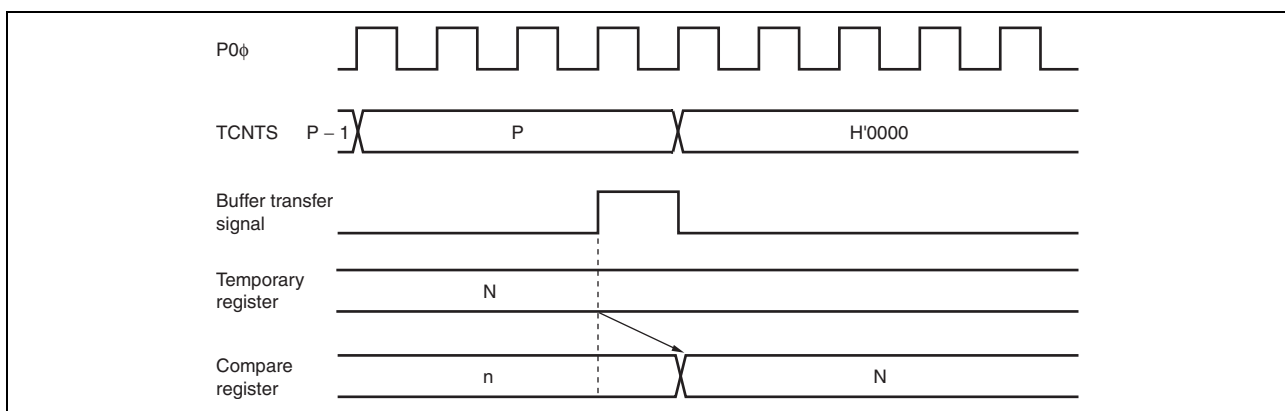 P0ϕ
TCNTS P – 1 P H'0000
Buffer transfer
signal
Temporary
register
N
Compare
register
n N